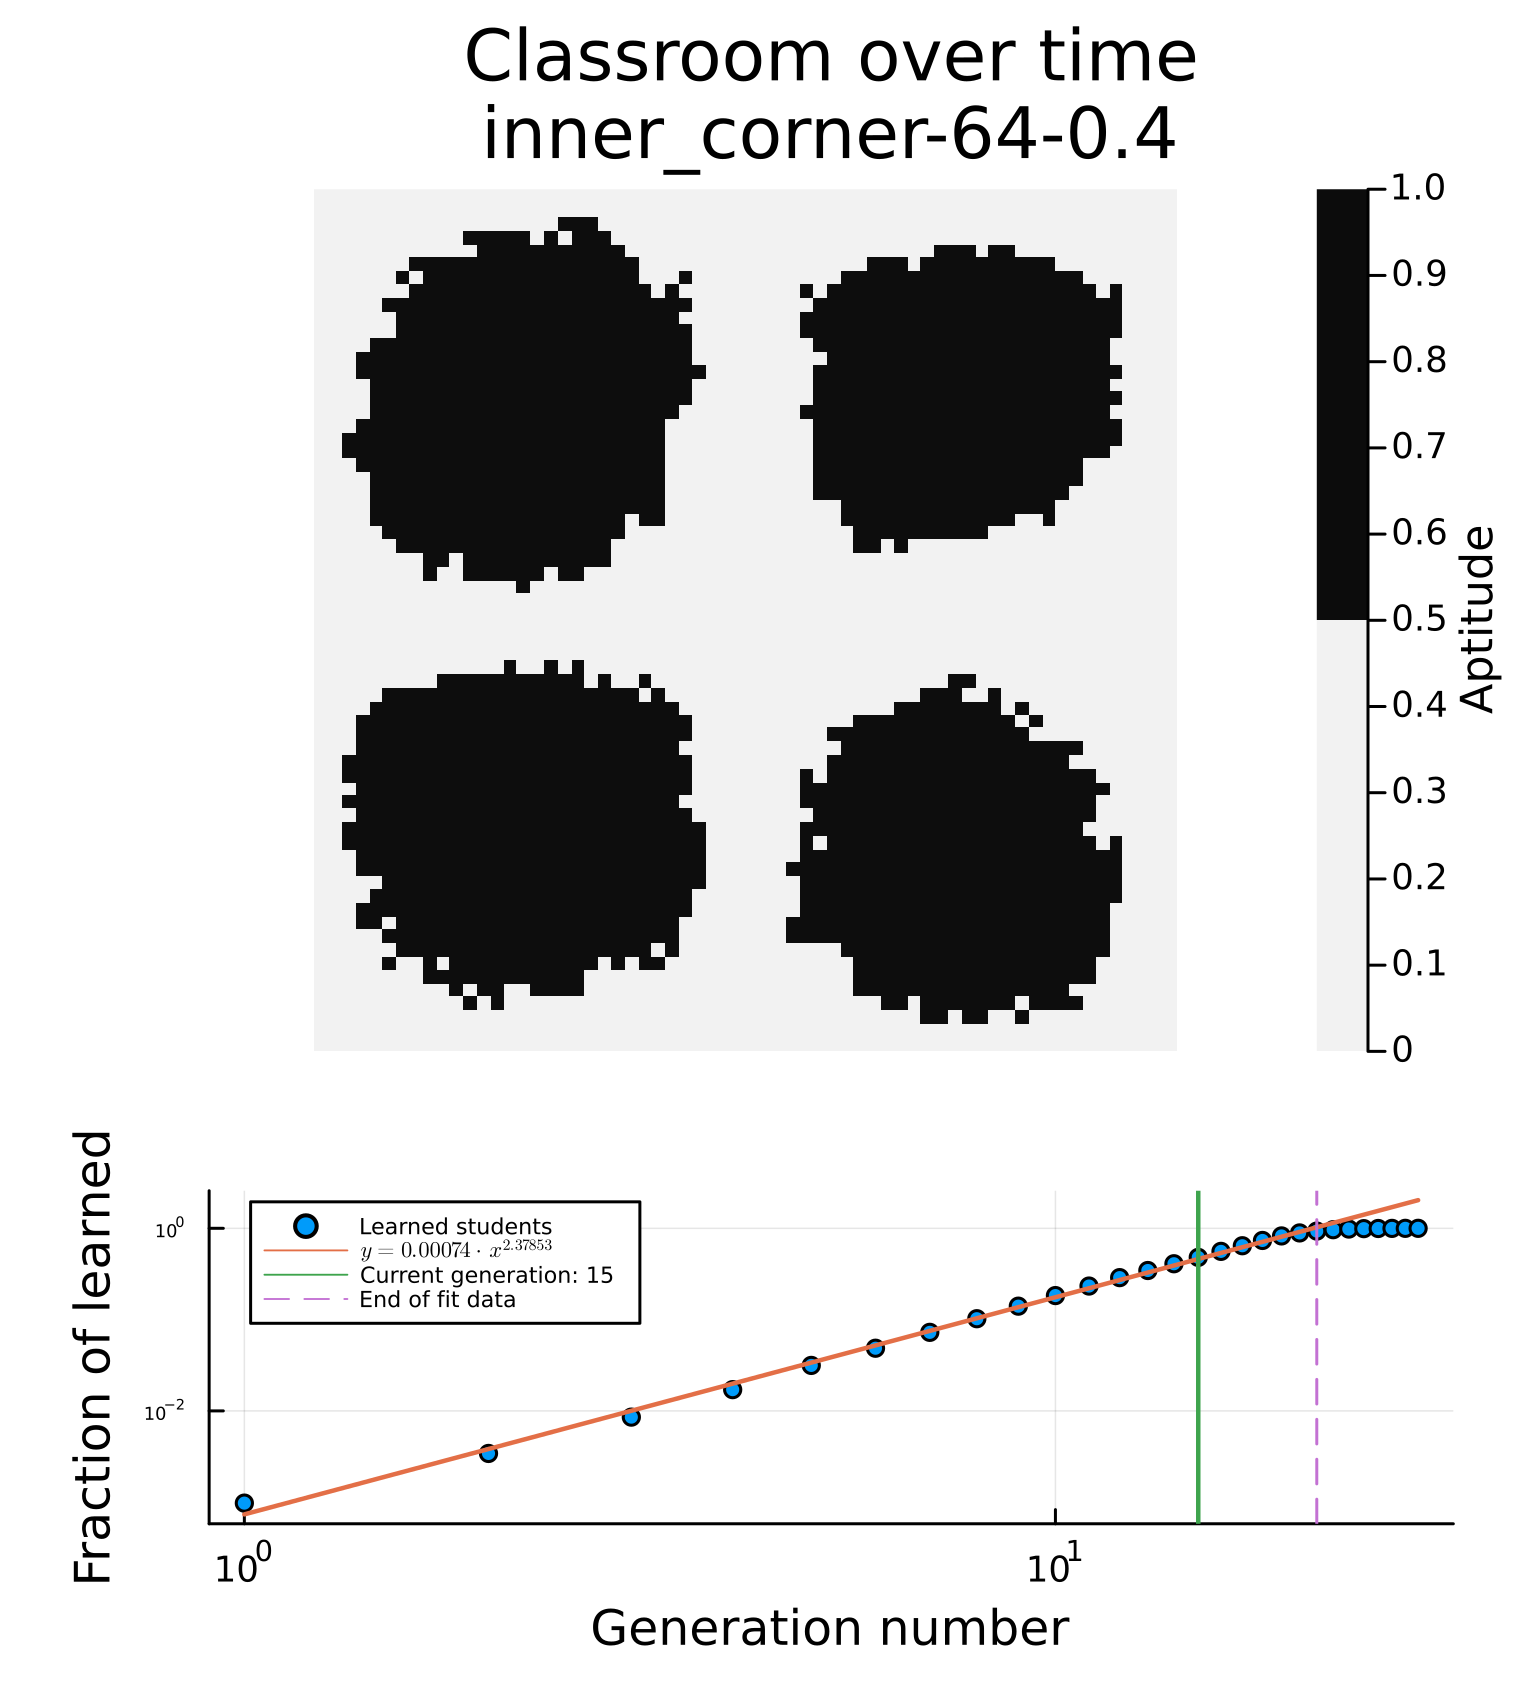 Classroom over time
inner_corner-64-0.4
1.0
0.9
0.8
0.7
0.6
0.5
0.4
0.3
0.2
0.1
0
Aptitude
Fraction of learned
10⁰
10⁻²
Learned students
y = 0.00074 · x^2.37853
Current generation: 15
End of fit data
10⁰
10¹
Generation number